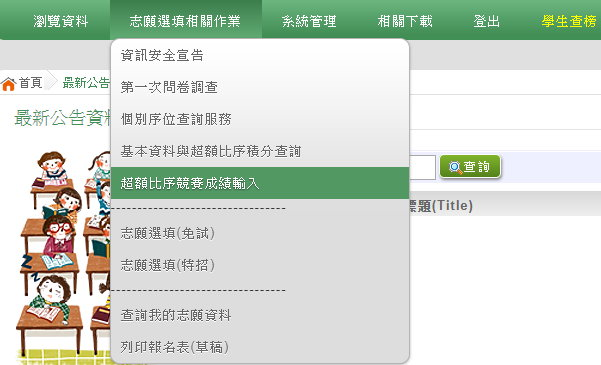 瀏覽資料 志願選填相關作業 系統管理 相關下載 登出 學生查榜
資訊安全宣告
首頁 最新公告
第一次問卷調查
最新公告資料
個別序位查詢服務
基本資料與超額比序積分查詢
查詢
超額比序競賽成績輸入
標題(Title)
志願選填(免試)
志願選填(特招)
查詢我的志願資料
列印報名表(草稿)